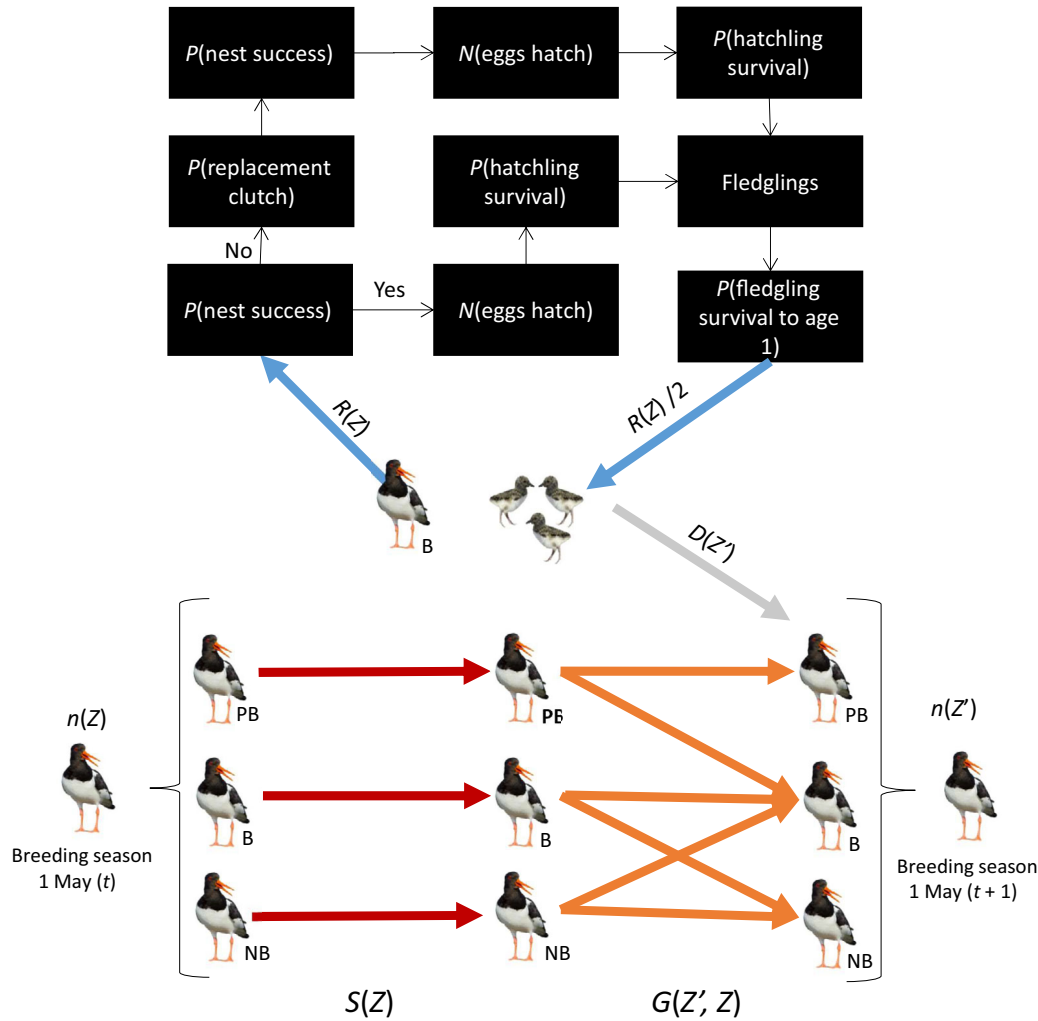 P(nest success)
N(eggs hatch)
P(hatchling
survival)
P(replacement
clutch)
P(hatchling
survival)
Fledglings
No
P(nest success)
Yes
N(eggs hatch)
P(fledgling
survival to age
1)
R(Z)
R(Z) /2
B
D(Z')
n(Z)
Breeding season
1 May (t)
PB
PB
PB
B
B
B
NB
NB
NB
n(Z')
Breeding season
1 May (t + 1)
S(Z)
G(Z', Z)